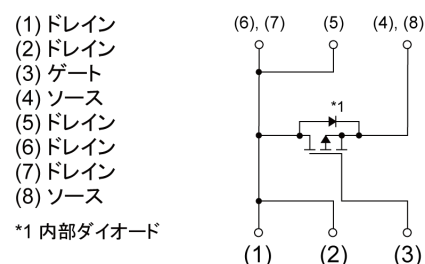 (1) ドレイン
(2) ドレイン
(3) ゲート
(4) ソース
(5) ドレイン
(6) ドレイン
(7) ドレイン
(8) ソース
*1 内部ダイオード
(6), (7) (5) (4), (8)
*1
(1) (2) (3)